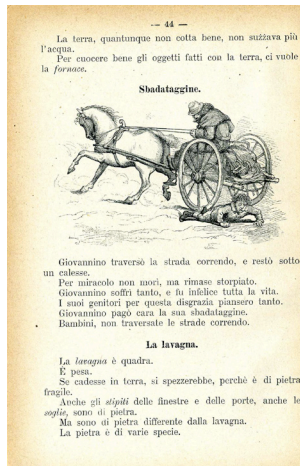 — 44 —
La terra, quantunque non cotta bene, non suzzava più
l'acqua.
Per cuocere bene gli oggetti fatti con la terra, ci vuole
la fornace.
Sbadataggine.
Giovannino traversò la strada correndo, e restò sotto
un calesse.
Per miracolo non morì, ma rimase storpiato.
Giovannino soffrì tanto, e fu infelice tutta la vita.
I suoi genitori per questa disgrazia piansero tanto.
Giovannino pagò cara la sua sbadataggine.
Bambini, non traversate le strade correndo.
La lavagna.
La lavagna è quadra.
È pesa.
Se cadesse in terra, si spezzerebbe, perchè è di pietra
fragile.
Anche gli stipiti delle finestre e delle porte, anche le
soglie, sono di pietra.
Ma sono di pietra differente dalla lavagna.
La pietra è di varie specie.